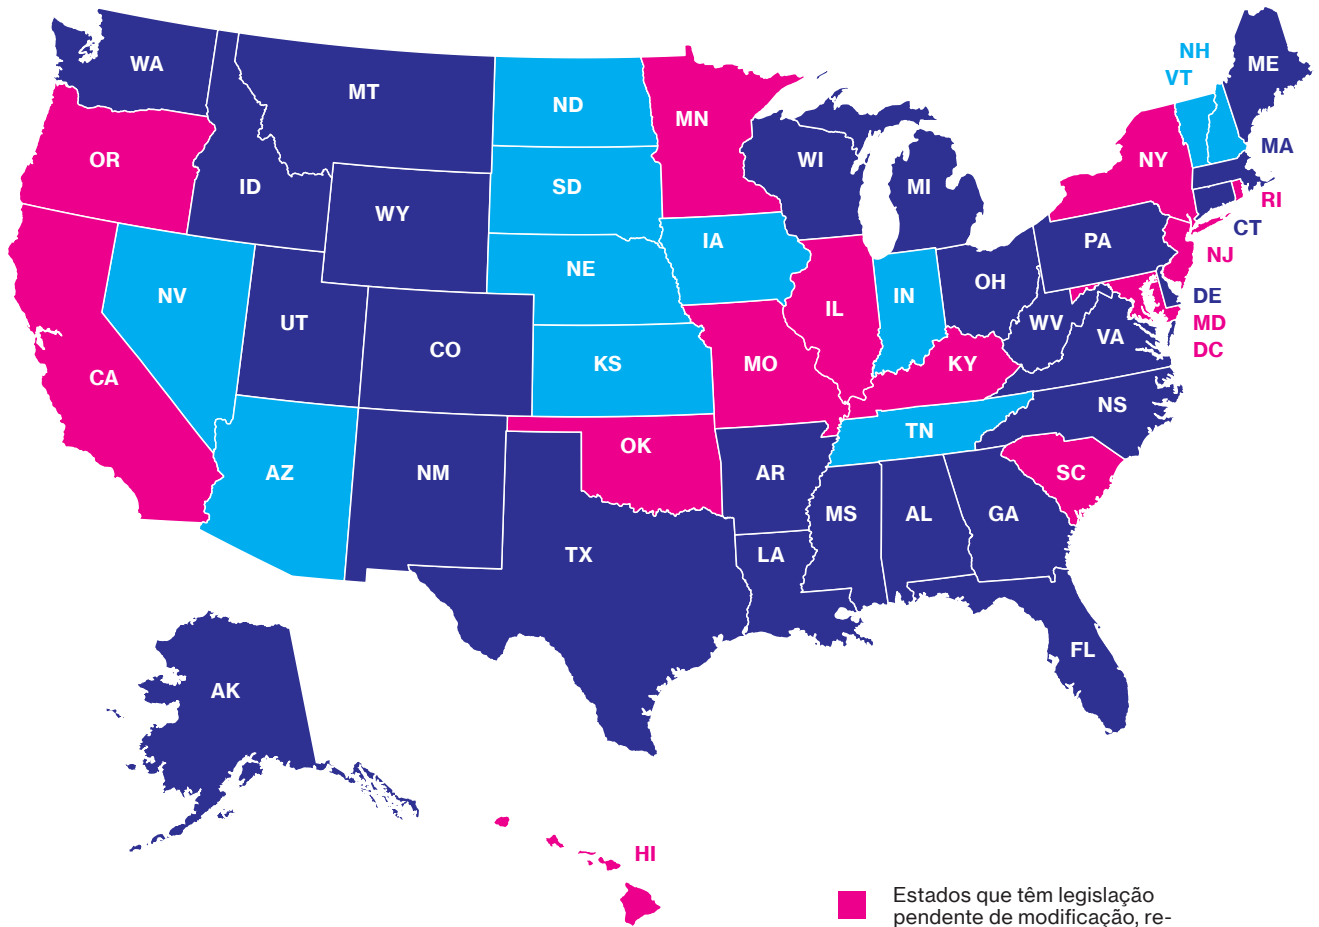 NH
VT
ME
WA
MT
ND
MN
MA
OR
WI
NY
ID
SD
MI
RI
WY
CT
IA
PA
NJ
NE
OH
NV
IN
DE
IL
WV
MD
UT
VA
CO
DC
KS
MO
KY
CA
NS
TN
OK
AZ
NM
AR
SC
MS
AL
GA
TX
LA
FL
AK
HI
Estados que têm legislação
pendente de modificação, re-